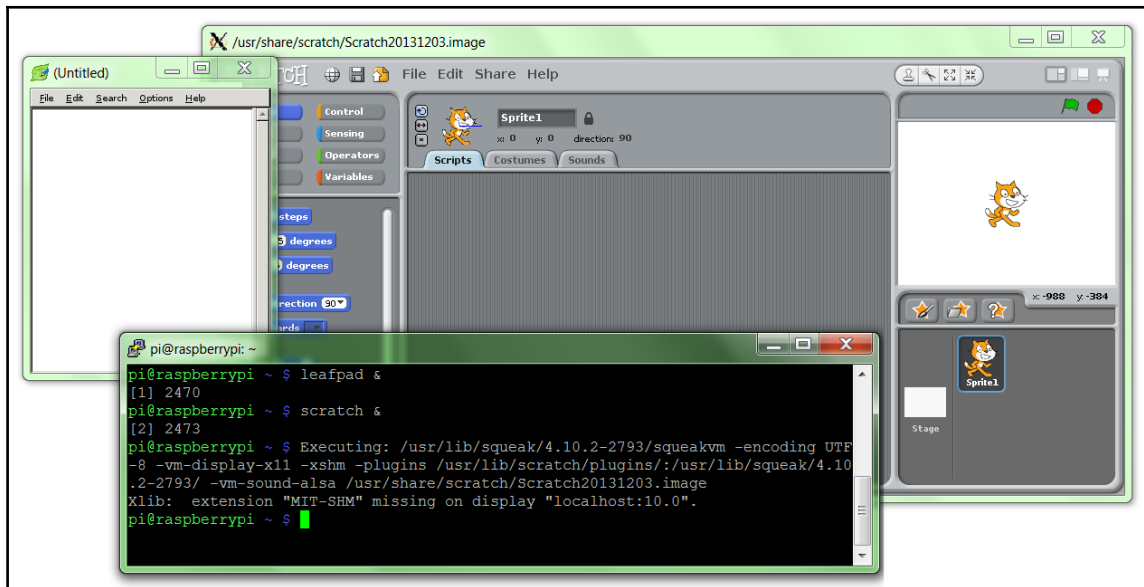 /usr/share/scratch/Scratch20131203.image
(Untitled)
File Edit Search Options Help
File Edit Share Help
Control
Sensing
Operators
Variables
steps
degrees
degrees
rection 90
Sprite1
x: 0 y: 0 direction: 90
Scripts Costumes Sounds
x: -988 y: -384
Sprite1
Stage
pi@raspberrypi: ~
pi@raspberrypi ~ $ leafpad &
[1] 2470
pi@raspberrypi ~ $ scratch &
[2] 2473
pi@raspberrypi ~ $ Executing: /usr/lib/squeak/4.10.2-2793/squeakvm -encoding UTF
-8 -vm-display-x11 -xshm -plugins /usr/lib/scratch/plugins/:/usr/lib/squeak/4.10
.2-2793/ -vm-sound-alsa /usr/share/scratch/Scratch20131203.image
Xlib:  extension "MIT-SHM" missing on display "localhost:10.0".
pi@raspberrypi ~ $